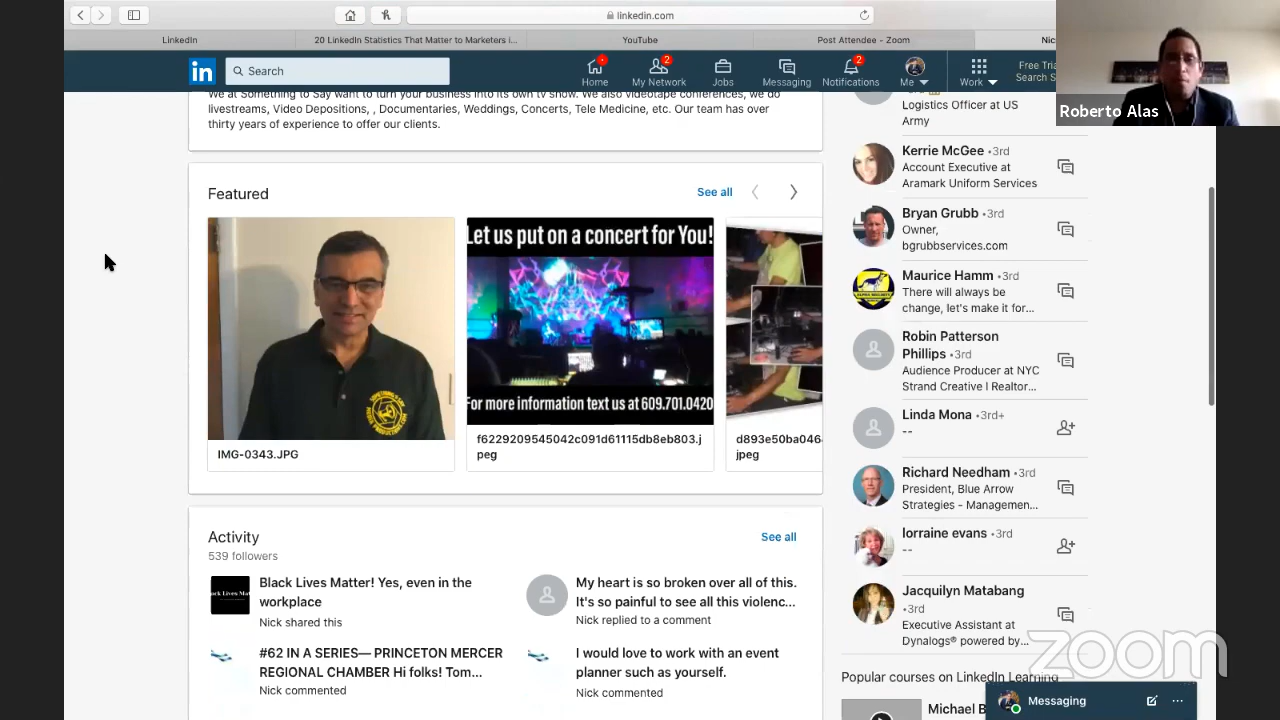 linkedin.com
LinkedIn
20 LinkedIn Statistics That Matter to Marketers i...
YouTube
Post Attendee - Zoom
in
Search
2
2
Home
My Network
Jobs
Messaging
Notifications
Me
Work
Free
Search
Roberto Alas
We at Something to Say want to turn your business into its own tv show. We also videotape conferences, we do
livestreams, Video Depositions, , Documentaries, Weddings, Concerts, Tele Medicine, etc. Our team has over
thirty years of experience to offer our clients.
Featured
See all
Let us put on a concert for You!
For more information text us at 609.701.0420
IMG-0343.JPG
f6229209545042c091d61115db8eb803.j
peg
d893e50ba046
jpeg
Activity
539 followers
See all
Black Lives Matter! Yes, even in the
workplace
Nick shared this
My heart is so broken over all of this.
It's so painful to see all this violenc...
Nick replied to a comment
#62 IN A SERIES— PRINCETON MERCER
REGIONAL CHAMBER Hi folks! Tom...
Nick commented
I would love to work with an event
planner such as yourself.
Nick commented
Logistics Officer at US
Army
Kerrie McGee •3rd
Account Executive at
Aramark Uniform Services
Bryan Grubb •3rd
Owner,
bgrubbservices.com
Maurice Hamm •3rd
There will always be
change, let's make it for...
Robin Patterson
Phillips •3rd
Audience Producer at NYC
Strand Creative l Realtor...
Linda Mona •3rd+
--
Richard Needham •3rd
President, Blue Arrow
Strategies - Managemen...
lorraine evans •3rd
--
Jacquilyn Matabang
•3rd
Executive Assistant at
Dynalogs® powered by...
Popular courses on LinkedIn Learning
Michael
Messaging
zoom